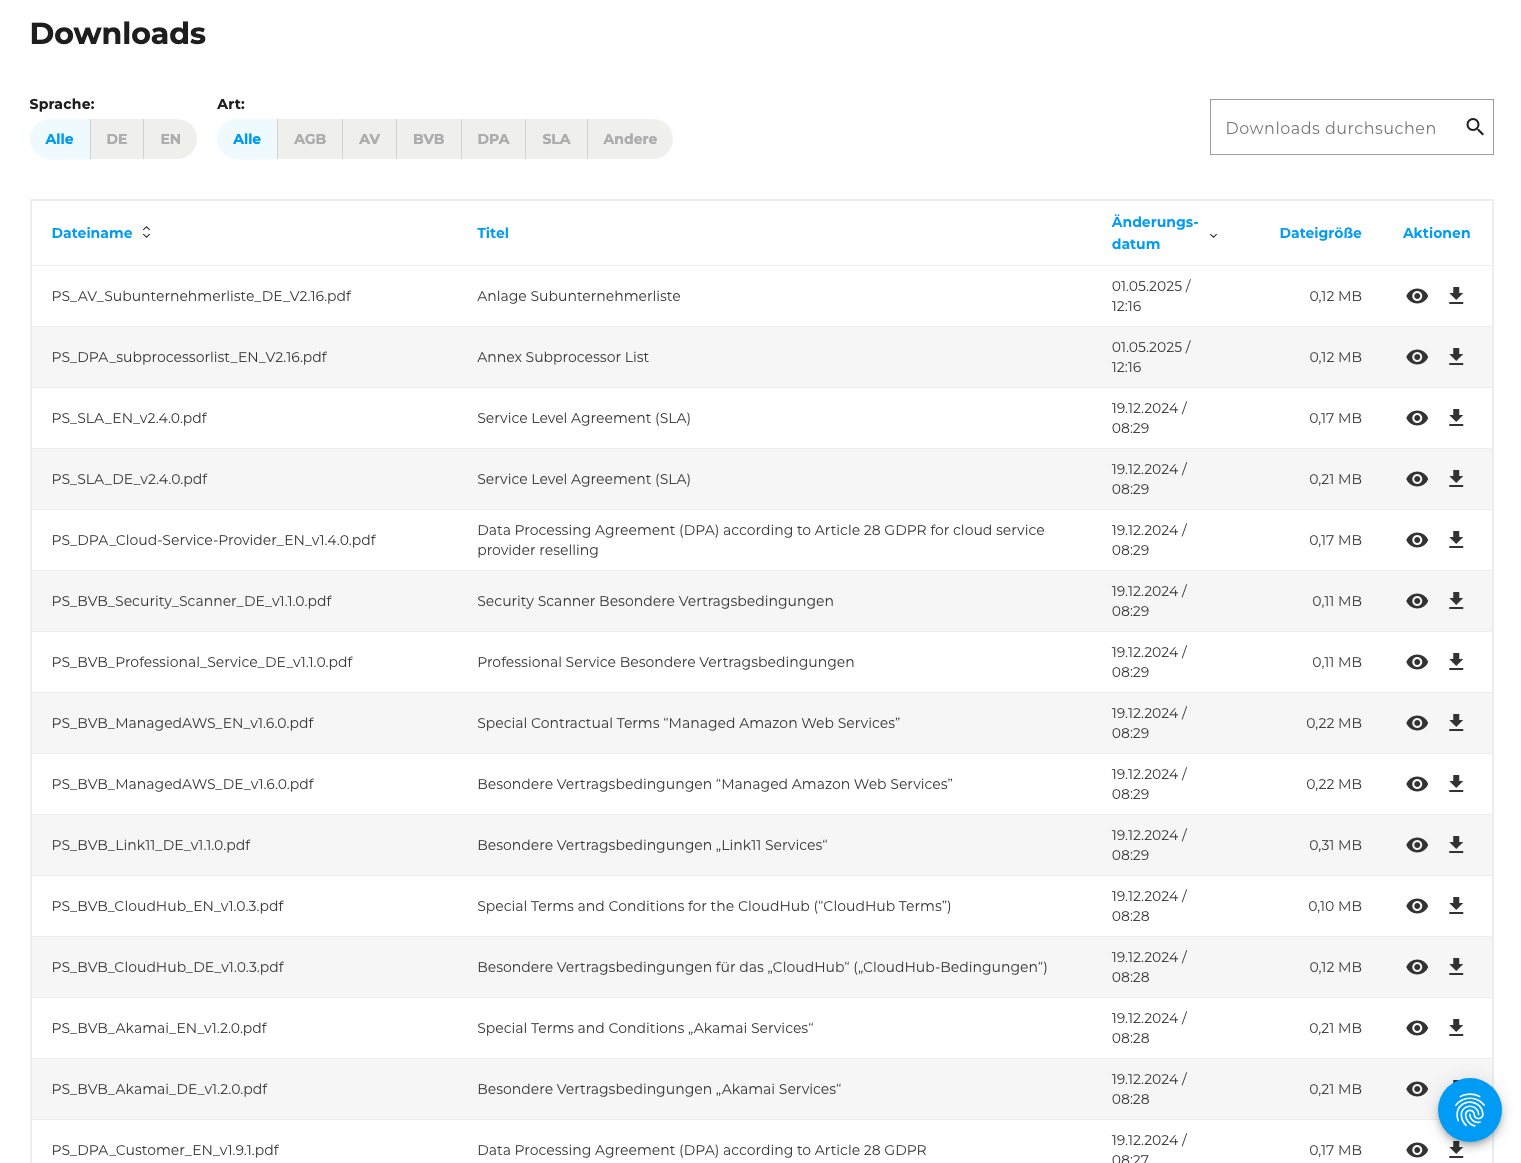 Downloads
Sprache:
Alle DE EN
Art:
Alle AGB AV BVB DPA SLA Andere
Downloads durchsuchen
Dateiname Titel Änderungs-
datum Dateigröße Aktionen
PS_AV_Subunternehmerliste_DE_V2.16.pdf Anlage Subunternehmerliste 01.05.2025 /
12:16 0,12 MB
PS_DPA_subprocessorlist_EN_V2.16.pdf Annex Subprocessor List 01.05.2025 /
12:16 0,12 MB
PS_SLA_EN_v2.4.0.pdf Service Level Agreement (SLA) 19.12.2024 /
08:29 0,17 MB
PS_SLA_DE_v2.4.0.pdf Service Level Agreement (SLA) 19.12.2024 /
08:29 0,21 MB
PS_DPA_Cloud-Service-Provider_EN_v1.4.0.pdf Data Processing Agreement (DPA) according to Article 28 GDPR for cloud service
provider reselling 19.12.2024 /
08:29 0,17 MB
PS_BVB_Security_Scanner_DE_v1.1.0.pdf Security Scanner Besondere Vertragsbedingungen 19.12.2024 /
08:29 0,11 MB
PS_BVB_Professional_Service_DE_v1.1.0.pdf Professional Service Besondere Vertragsbedingungen 19.12.2024 /
08:29 0,11 MB
PS_BVB_ManagedAWS_EN_v1.6.0.pdf Special Contractual Terms “Managed Amazon Web Services” 19.12.2024 /
08:29 0,22 MB
PS_BVB_ManagedAWS_DE_v1.6.0.pdf Besondere Vertragsbedingungen “Managed Amazon Web Services” 19.12.2024 /
08:29 0,22 MB
PS_BVB_Link11_DE_v1.1.0.pdf Besondere Vertragsbedingungen „Link11 Services“ 19.12.2024 /
08:29 0,31 MB
PS_BVB_CloudHub_EN_v1.0.3.pdf Special Terms and Conditions for the CloudHub (“CloudHub Terms”) 19.12.2024 /
08:28 0,10 MB
PS_BVB_CloudHub_DE_v1.0.3.pdf Besondere Vertragsbedingungen für das „CloudHub“ („CloudHub-Bedingungen“) 19.12.2024 /
08:28 0,12 MB
PS_BVB_Akamai_EN_v1.2.0.pdf Special Terms and Conditions „Akamai Services“ 19.12.2024 /
08:28 0,21 MB
PS_BVB_Akamai_DE_v1.2.0.pdf Besondere Vertragsbedingungen „Akamai Services“ 19.12.2024 /
08:28 0,21 MB
PS_DPA_Customer_EN_v1.9.1.pdf Data Processing Agreement (DPA) according to Article 28 GDPR 19.12.2024 /
08:27 0,17 MB